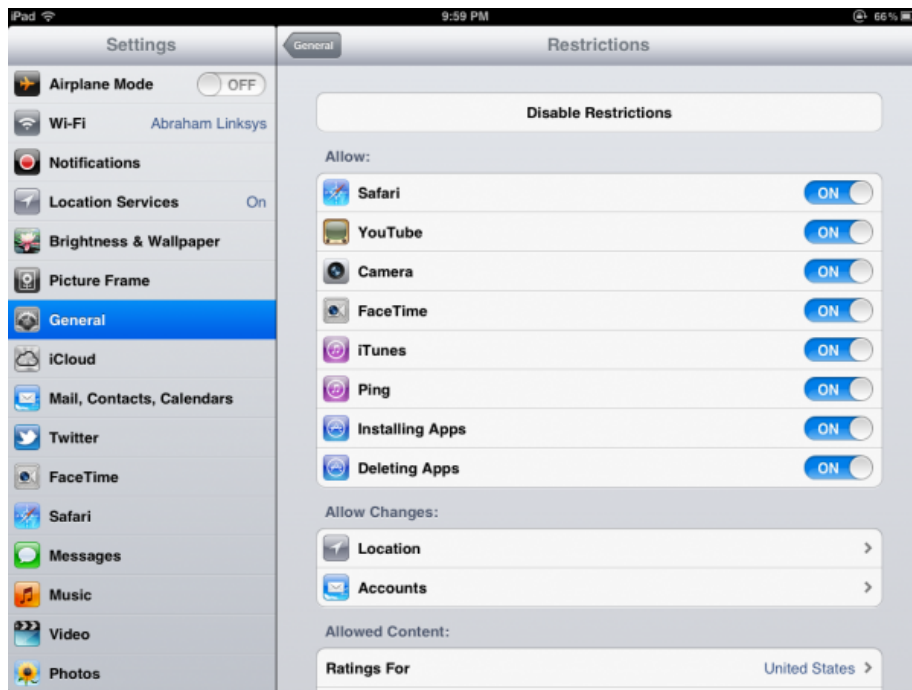 iPad 9:59 PM 66%
Settings
Airplane Mode OFF
Wi-Fi Abraham Linksys
Notifications
Location Services On
Brightness & Wallpaper
Picture Frame
General
iCloud
Mail, Contacts, Calendars
Twitter
FaceTime
Safari
Messages
Music
Video
Photos
General Restrictions
Disable Restrictions
Allow:
Safari ON
YouTube ON
Camera ON
FaceTime ON
iTunes ON
Ping ON
Installing Apps ON
Deleting Apps ON
Allow Changes:
Location
Accounts
Allowed Content:
Ratings For United States